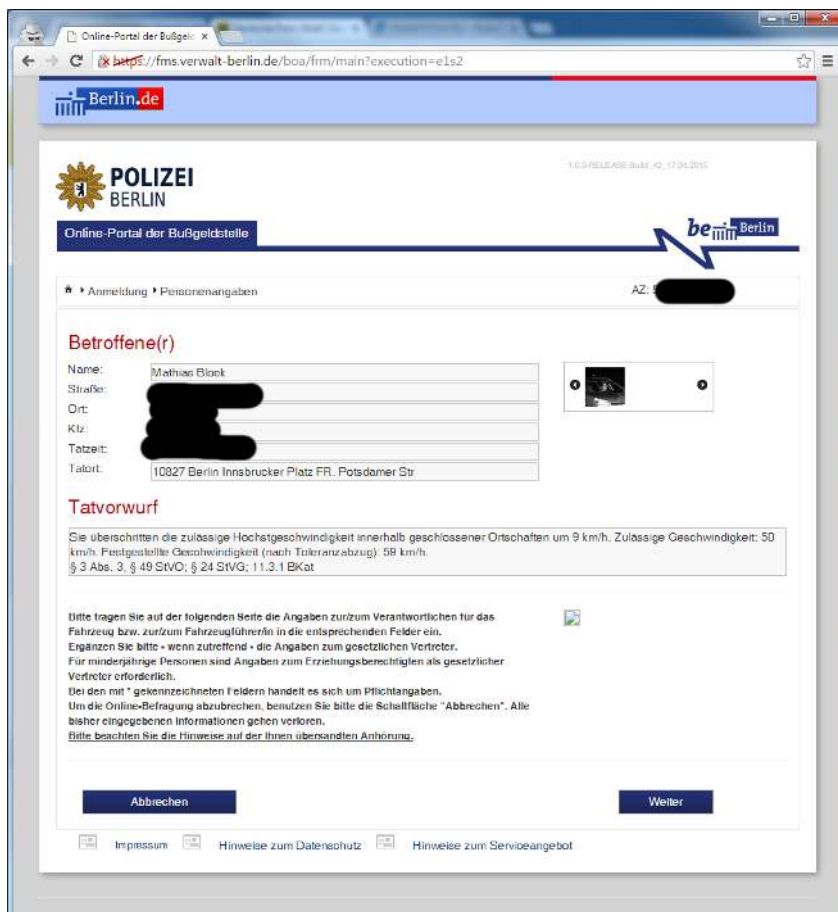 Online-Portal der Bußgeld
https://fms.verwalt-berlin.de/boa/frm/main?execution=e1s2
Berlin.de
1.0.0-RELEASE Build_42_17.04.2015
POLIZEI
BERLIN
Online-Portal der Bußgeldstelle
be Berlin
Anmeldung Personenangaben
AZ: 5
Betroffene(r)
Name:
Mathias Block
Straße:
Ort:
Kfz:
Tatzeit:
Tatort:
10827 Berlin Innsbrucker Platz FR. Potsdamer Str
Tatvorwurf
Sie überschritten die zulässige Höchstgeschwindigkeit innerhalb geschlossener Ortschaften um 9 km/h. Zulässige Geschwindigkeit: 50
km/h. Festgestellte Geschwindigkeit (nach Toleranzabzug): 59 km/h.
§ 3 Abs. 3, § 49 StVO; § 24 StVG; 11.3.1 BKat
Bitte tragen Sie auf der folgenden Seite die Angaben zur/zum Verantwortlichen für das
Fahrzeug bzw. zur/zum Fahrzeugführer/in in die entsprechenden Felder ein.
Ergänzen Sie bitte - wenn zutreffend - die Angaben zum gesetzlichen Vertreter.
Für minderjährige Personen sind Angaben zum Erziehungsberechtigten als gesetzlicher
Vertreter erforderlich.
Bei den mit * gekennzeichneten Feldern handelt es sich um Pflichtangaben.
Um die Online-Befragung abzubrechen, benutzen Sie bitte die Schaltfläche "Abbrechen". Alle
bisher eingegebenen Informationen gehen verloren.
Bitte beachten Sie die Hinweise auf der Ihnen übersandten Anhörung.
Abbrechen
Weiter
Impressum Hinweise zum Datenschutz Hinweise zum Serviceangebot